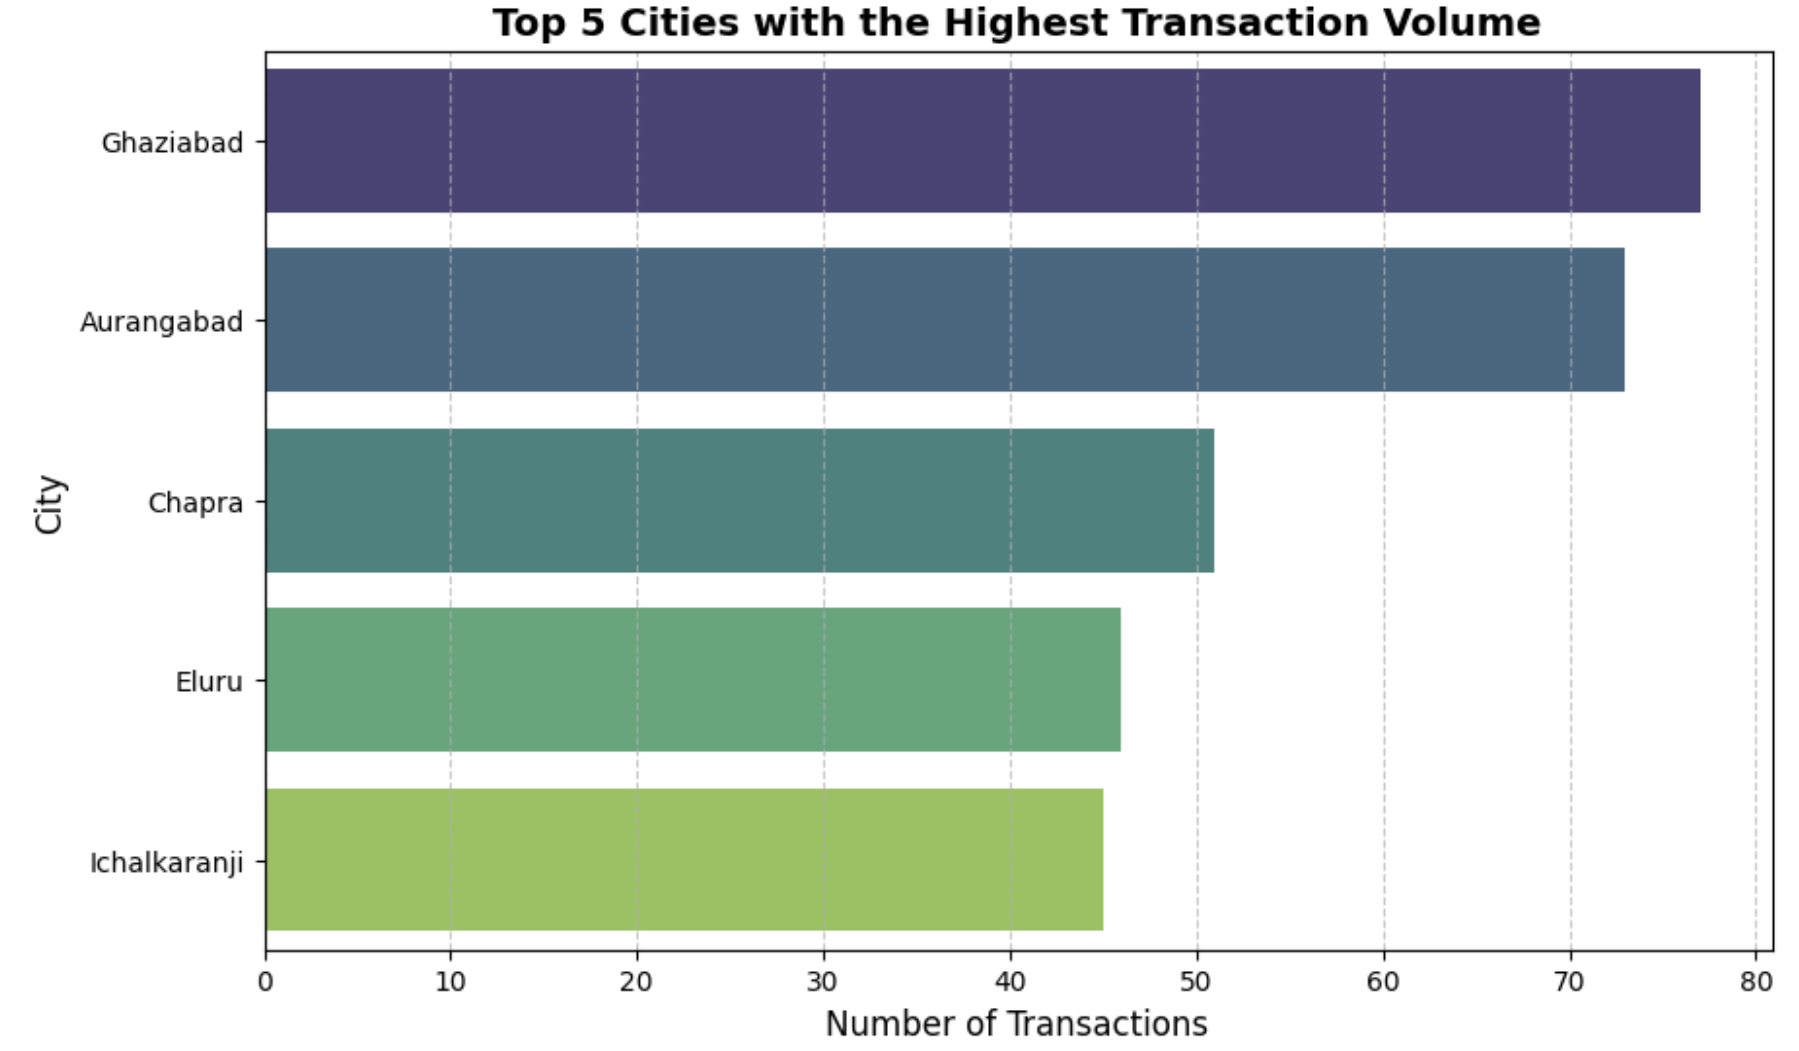 Top 5 Cities with the Highest Transaction Volume
City
Ghaziabad
Aurangabad
Chapra
Eluru
Ichalkaranji
0 10 20 30 40 50 60 70 80
Number of Transactions